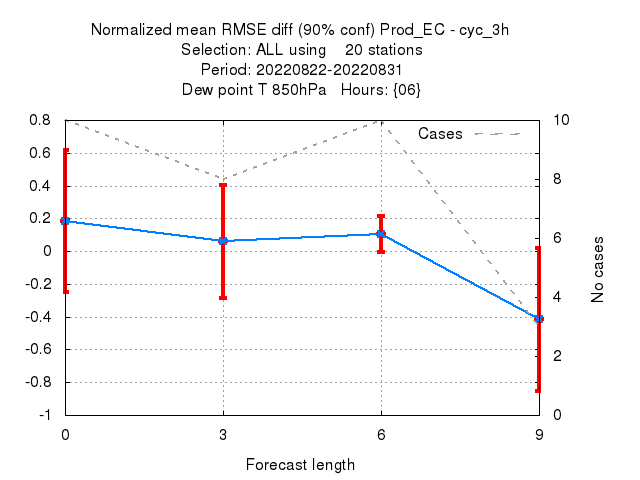 Normalized mean RMSE diff (90% conf) Prod_EC - cyc_3h
Selection: ALL using 20 stations
Period: 20220822-20220831
Dew point T 850hPa Hours: {06}
Cases
0.8
0.6
0.4
0.2
0
-0.2
-0.4
-0.6
-0.8
-1
10
8
6
4
2
0
No cases
0 3 6 9
Forecast length